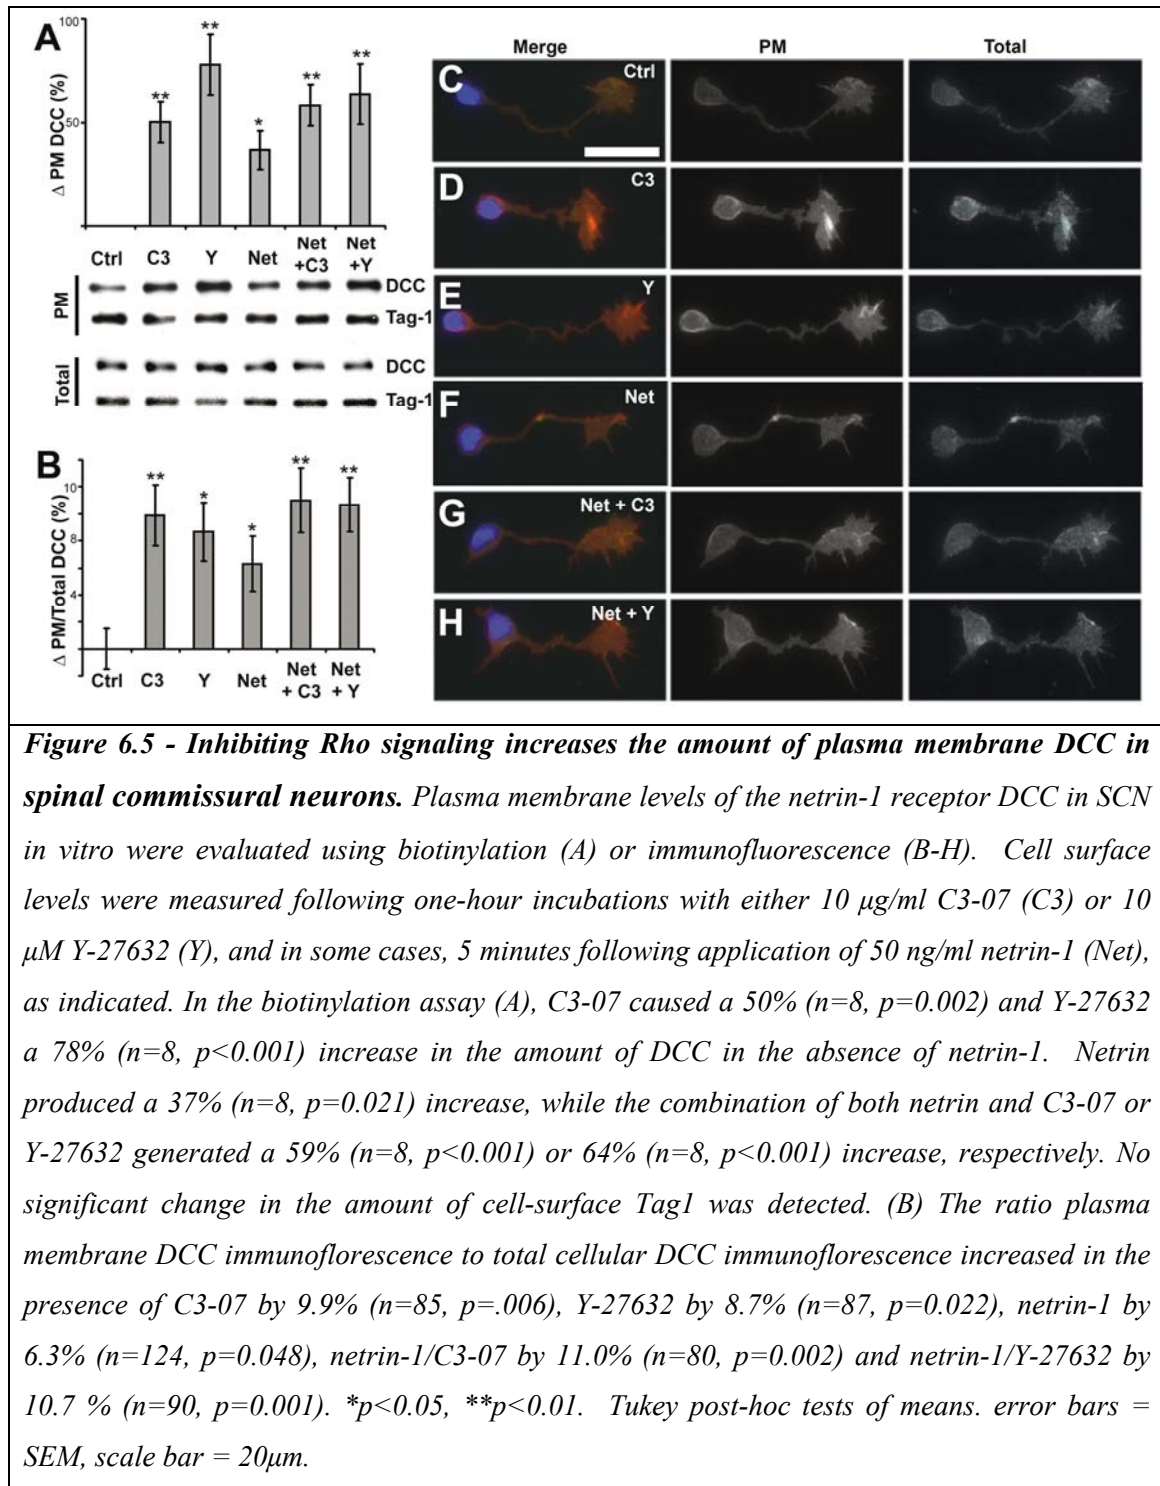 A
100
50
Δ PM DCC (%)
** ** * ** **
Ctrl C3 Y Net Net +C3 Net +Y
PM
DCC
Tag-1
Total
DCC
Tag-1
B
10
8
4
Δ PM/Total DCC (%)
** * * ** **
Ctrl C3 Y Net Net + C3 Net + Y
Merge PM Total
C Ctrl
D C3
E Y
F Net
G Net + C3
H Net + Y
Figure 6.5 - Inhibiting Rho signaling increases the amount of plasma membrane DCC in
spinal commissural neurons. Plasma membrane levels of the netrin-1 receptor DCC in SCN
in vitro were evaluated using biotinylation (A) or immunofluorescence (B-H). Cell surface
levels were measured following one-hour incubations with either 10 μg/ml C3-07 (C3) or 10
μM Y-27632 (Y), and in some cases, 5 minutes following application of 50 ng/ml netrin-1 (Net),
as indicated. In the biotinylation assay (A), C3-07 caused a 50% (n=8, p=0.002) and Y-27632
a 78% (n=8, p<0.001) increase in the amount of DCC in the absence of netrin-1. Netrin
produced a 37% (n=8, p=0.021) increase, while the combination of both netrin and C3-07 or
Y-27632 generated a 59% (n=8, p<0.001) or 64% (n=8, p<0.001) increase, respectively. No
significant change in the amount of cell-surface Tag1 was detected. (B) The ratio plasma
membrane DCC immunoflorescence to total cellular DCC immunoflorescence increased in the
presence of C3-07 by 9.9% (n=85, p=.006), Y-27632 by 8.7% (n=87, p=0.022), netrin-1 by
6.3% (n=124, p=0.048), netrin-1/C3-07 by 11.0% (n=80, p=0.002) and netrin-1/Y-27632 by
10.7 % (n=90, p=0.001). *p<0.05, **p<0.01. Tukey post-hoc tests of means. error bars =
SEM, scale bar = 20μm.